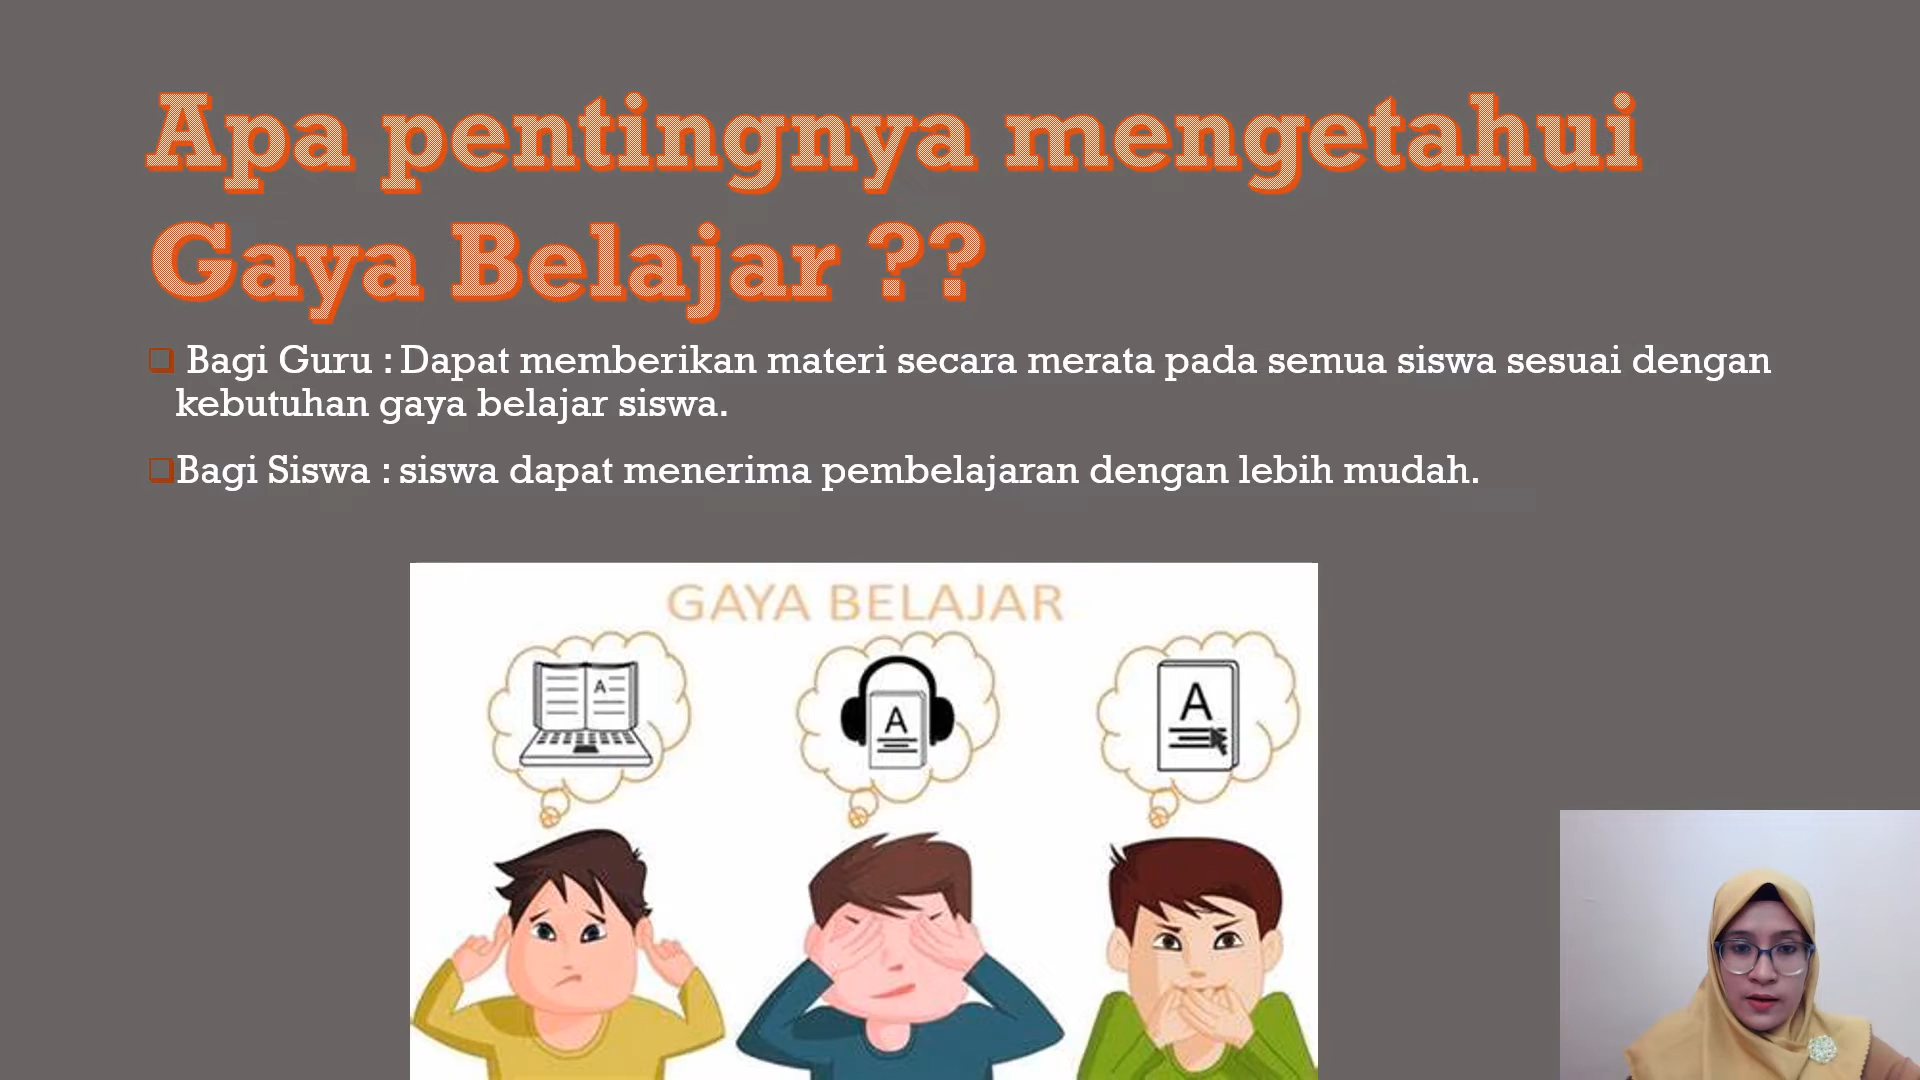 Apa pentingnya mengetahui
Gaya Belajar ??
Bagi Guru : Dapat memberikan materi secara merata pada semua siswa sesuai dengan
kebutuhan gaya belajar siswa.
Bagi Siswa : siswa dapat menerima pembelajaran dengan lebih mudah.
GAYA BELAJAR
A
A
A